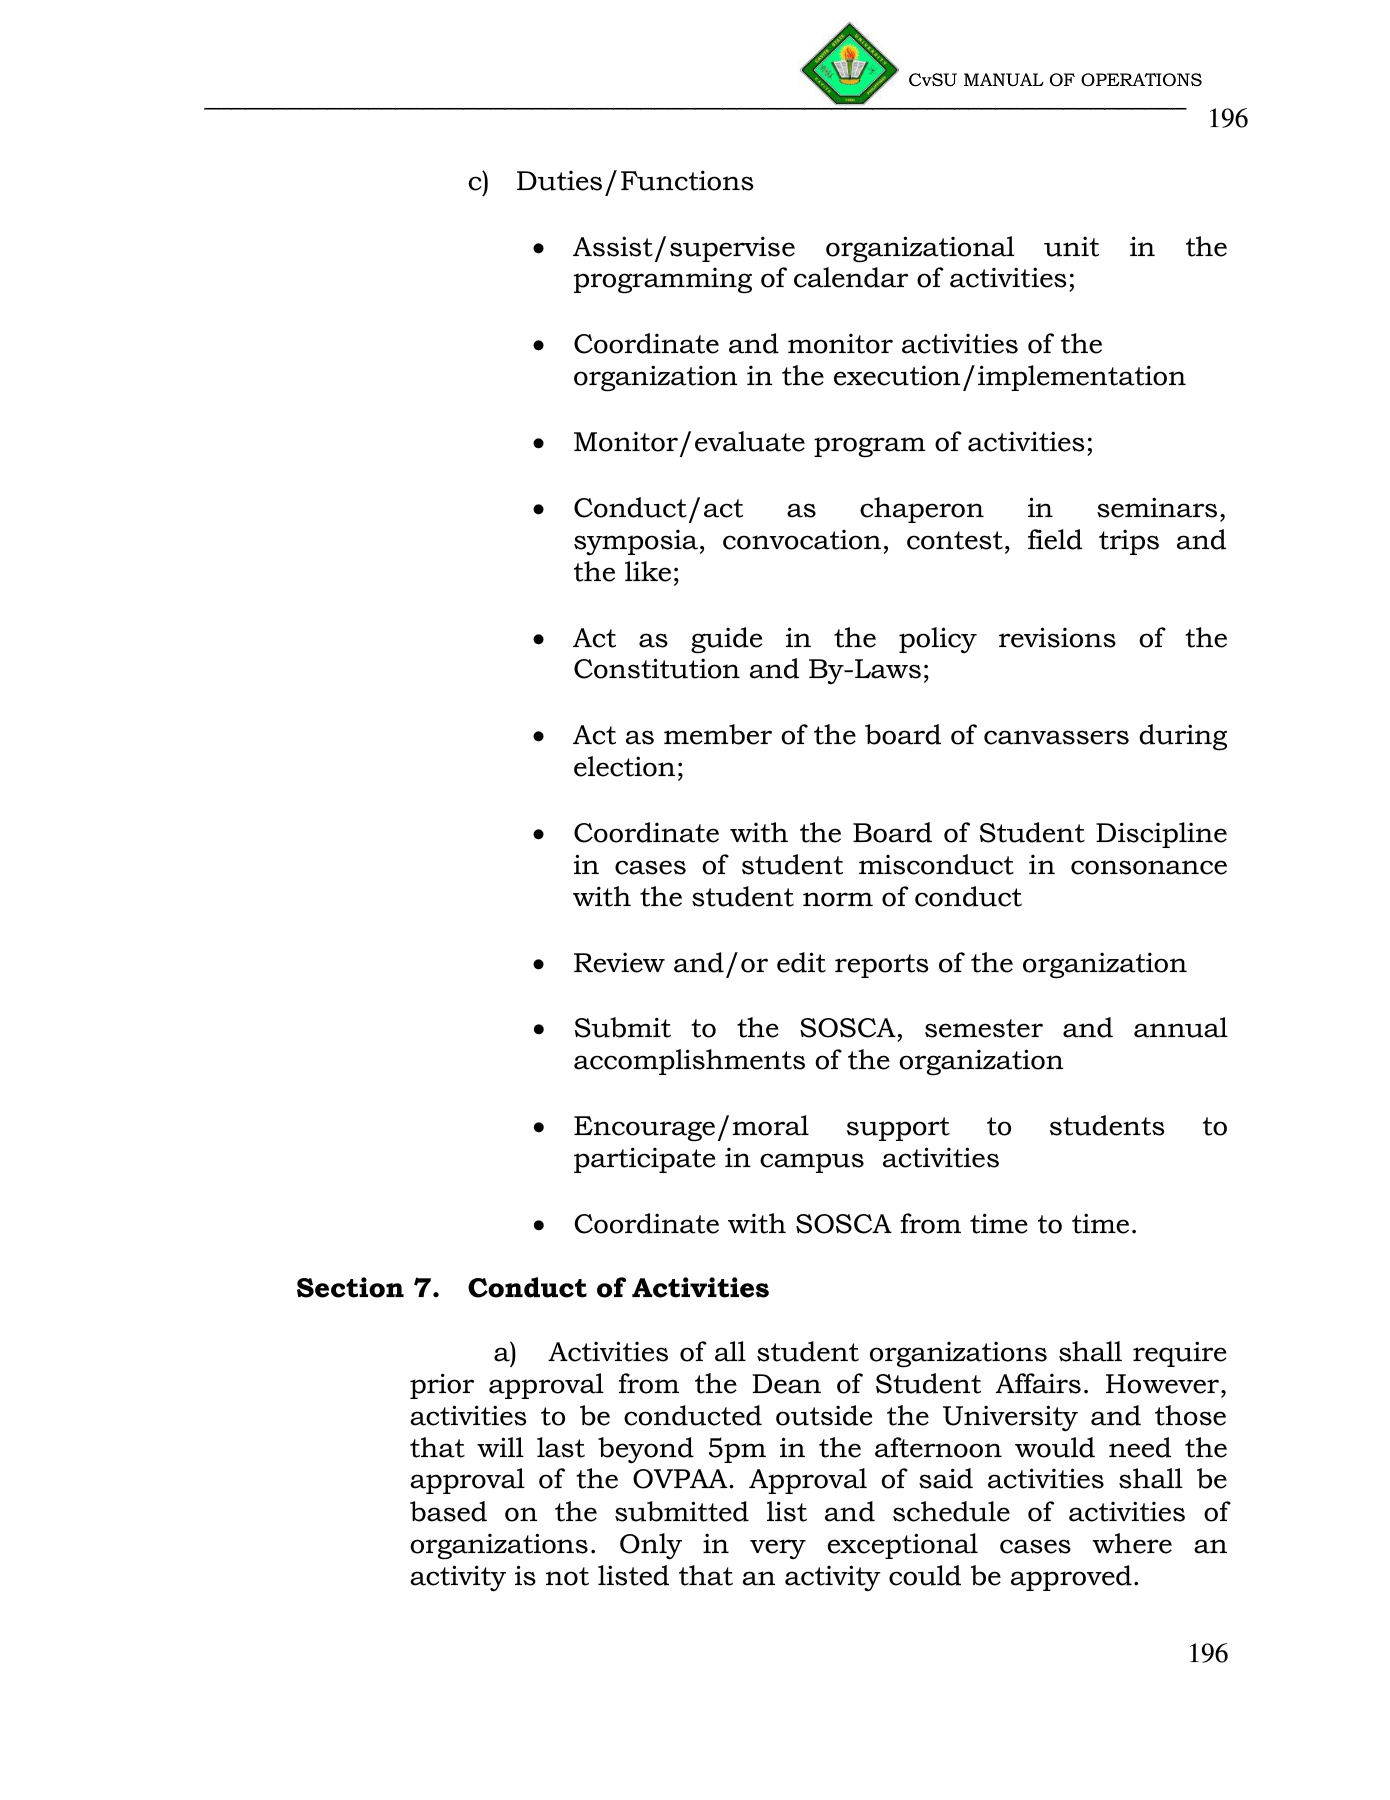 CvSU MANUAL OF OPERATIONS
196
c) Duties/Functions
• Assist/supervise organizational unit in the
programming of calendar of activities;
• Coordinate and monitor activities of the
organization in the execution/implementation
• Monitor/evaluate program of activities;
• Conduct/act as chaperon in seminars,
symposia, convocation, contest, field trips and
the like;
• Act as guide in the policy revisions of the
Constitution and By-Laws;
• Act as member of the board of canvassers during
election;
• Coordinate with the Board of Student Discipline
in cases of student misconduct in consonance
with the student norm of conduct
• Review and/or edit reports of the organization
• Submit to the SOSCA, semester and annual
accomplishments of the organization
• Encourage/moral support to students to
participate in campus activities
• Coordinate with SOSCA from time to time.
Section 7. Conduct of Activities
a) Activities of all student organizations shall require
prior approval from the Dean of Student Affairs. However,
activities to be conducted outside the University and those
that will last beyond 5pm in the afternoon would need the
approval of the OVPAA. Approval of said activities shall be
based on the submitted list and schedule of activities of
organizations. Only in very exceptional cases where an
activity is not listed that an activity could be approved.
196